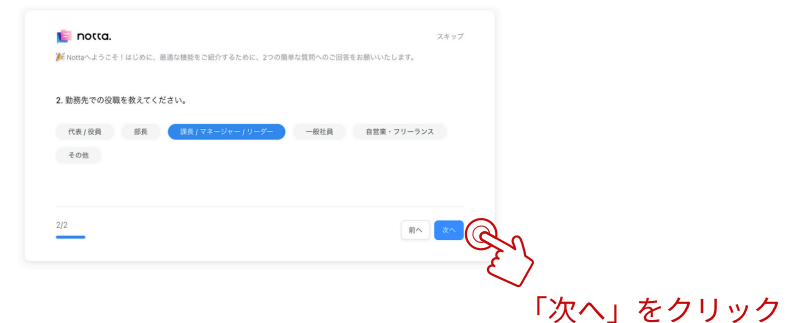 notta.
スキップ
🎉 Nottaへようこそ！はじめに、最適な機能をご紹介するために、2つの簡単な質問へのご回答をお願いいたします。
2. 勤務先での役職を教えてください。
代表 / 役員 部長 課長 / マネージャー / リーダー 一般社員 自営業・フリーランス
その他
2/2
前へ 次へ
「次へ」をクリック